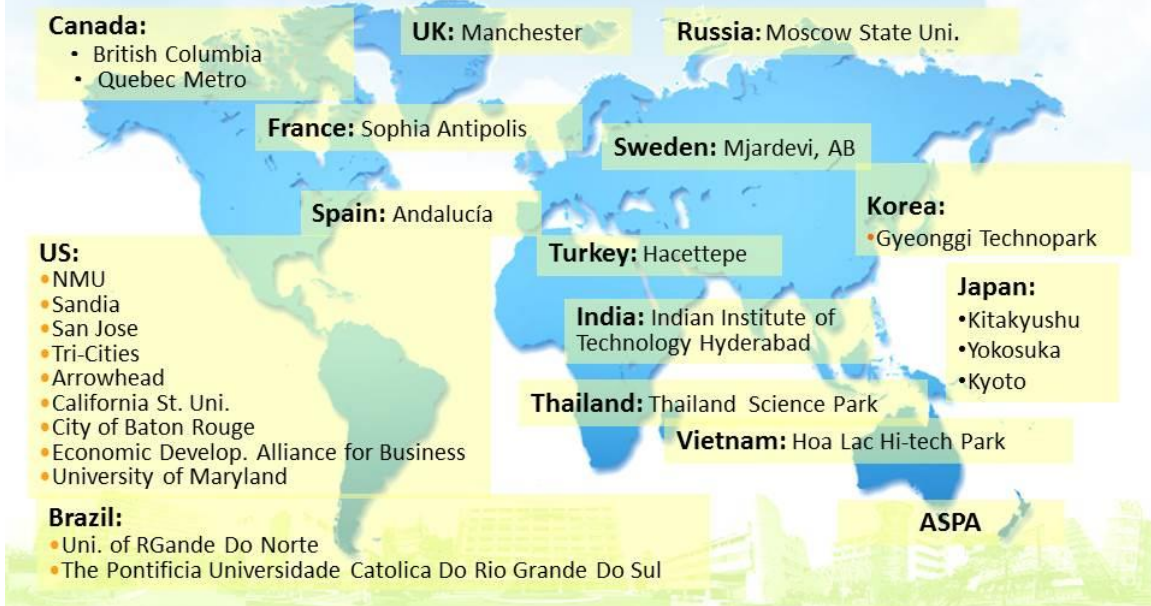 Canada:
• British Columbia
• Quebec Metro
UK: Manchester
Russia: Moscow State Uni.
France: Sophia Antipolis
Sweden: Mjardevi, AB
Spain: Andalucía
Korea:
•Gyeonggi Technopark
Turkey: Hacettepe
US:
•NMU
•Sandia
•San Jose
•Tri-Cities
•Arrowhead
•California St. Uni.
•City of Baton Rouge
•Economic Develop. Alliance for Business
•University of Maryland
Japan:
•Kitakyushu
•Yokosuka
•Kyoto
India: Indian Institute of
Technology Hyderabad
Thailand: Thailand Science Park
Vietnam: Hoa Lac Hi-tech Park
Brazil:
•Uni. of RGande Do Norte
•The Pontificia Universidade Catolica Do Rio Grande Do Sul
ASPA